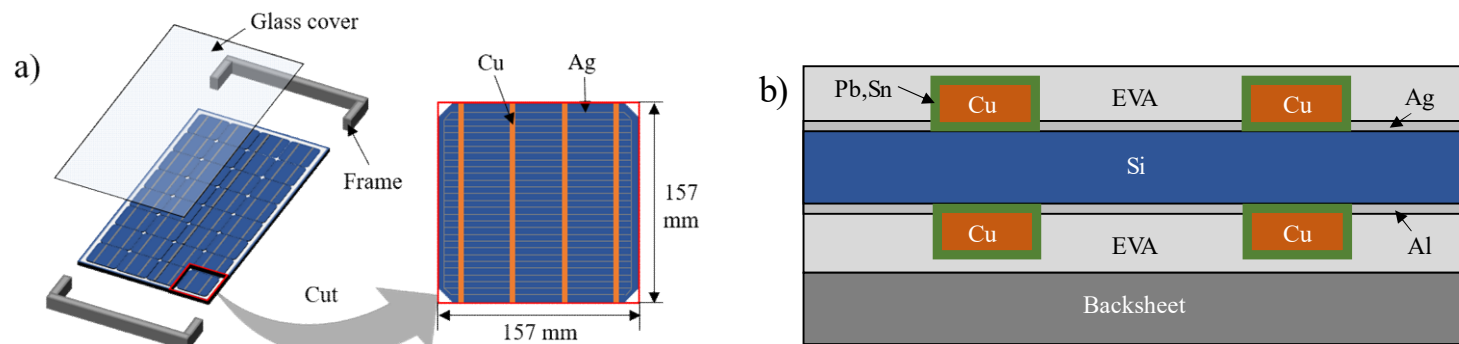 a)
Glass cover
Frame
Cut
Cu
Ag
157
mm
157 mm
b)
Pb,Sn
Cu
EVA
Cu
Ag
Si
Cu
EVA
Cu
Al
Backsheet